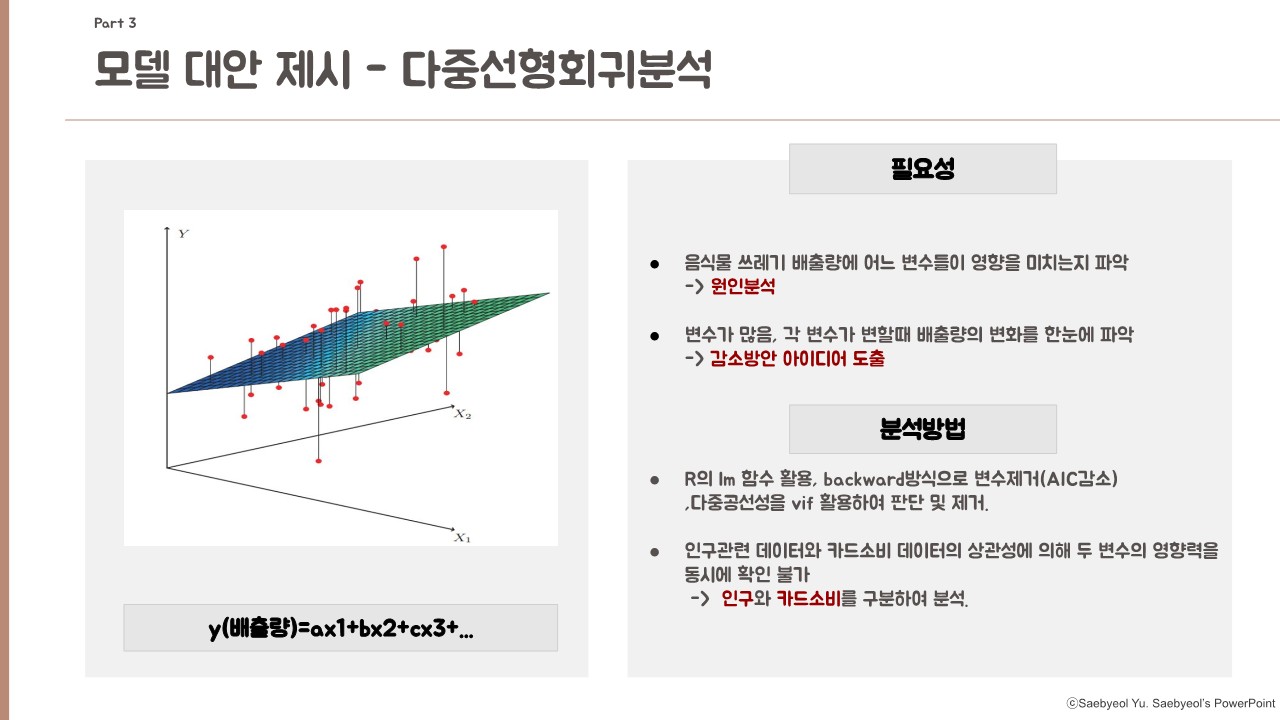 Part 3
모델 대안 제시 - 다중선형회귀분석
Y
X2
X1
y(배출량)=ax1+bx2+cx3+...
필요성
● 음식물 쓰레기 배출량에 어느 변수들이 영향을 미치는지 파악
-> 원인분석
● 변수가 많음, 각 변수가 변할때 배출량의 변화를 한눈에 파악
-> 감소방안 아이디어 도출
분석방법
● R의 lm 함수 활용, backward방식으로 변수제거(AIC감소)
,다중공선성을 vif 활용하여 판단 및 제거.
● 인구관련 데이터와 카드소비 데이터의 상관성에 의해 두 변수의 영향력을
동시에 확인 불가
-> 인구와 카드소비를 구분하여 분석.
ⓒSaebyeol Yu. Saebyeol's PowerPoint